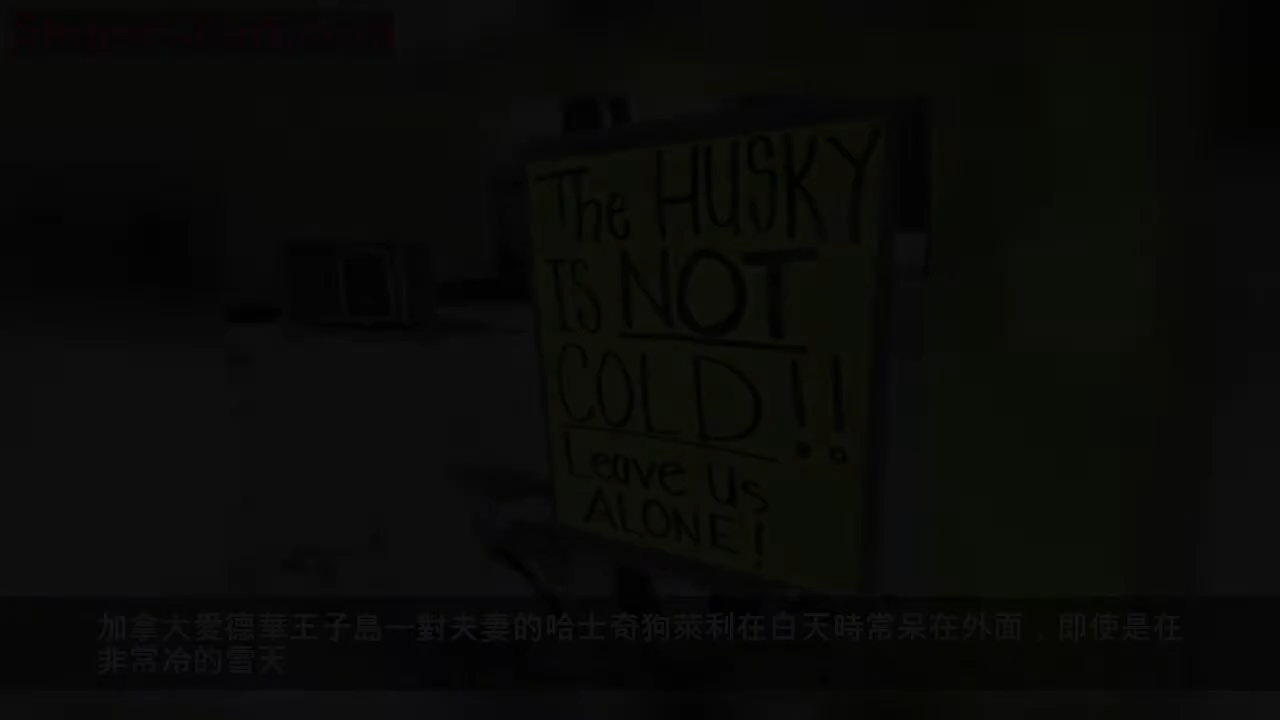 The HUSKY
IS NOT
COLD!!
Leave us
ALONE!
加拿大愛德華王子島一對夫妻的哈士奇狗萊利在白天時常呆在外面，即使是在
非常冷的雪天